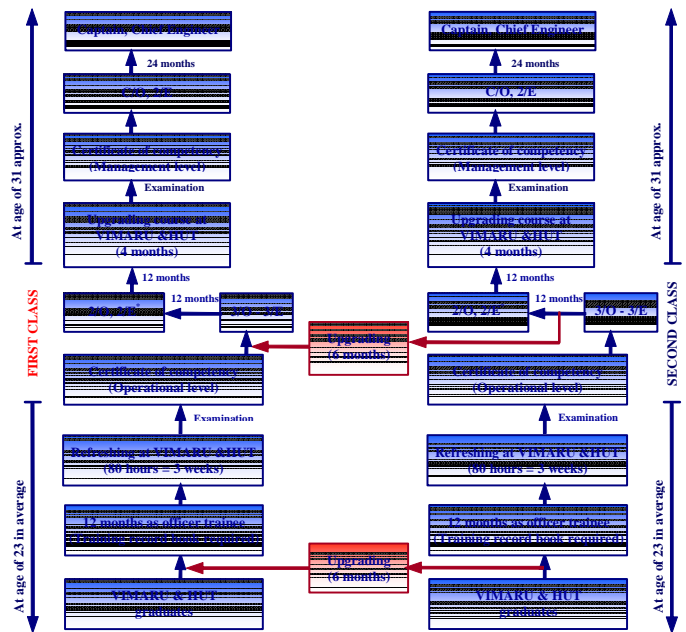 Captain, Chief Engineer
24 months
C/O, 2/E
Certificate of competency
(Management level)
Examination
Upgrading course at
VIMARU &HUT
(4 months)
12 months
12 months
3/O - 3/E
Certificate of competency
(Operational level)
Examination
Refreshing at VIMARU &HUT
(80 hours = 3 weeks)
12 months as officer trainee
(Training record book required)
VIMARU & HUT
graduates
At age of 31 approx.
FIRST CLASS
At age of 23 in average
Upgrading
(6 months)
Upgrading
(6 months)
Captain, Chief Engineer
24 months
C/O, 2/E
Certificate of competency
(Management level)
Examination
Upgrading course at
VIMARU &HUT
(4 months)
12 months
2/O, 2/E
12 months
3/O - 3/E
Certificate of competency
(Operational level)
Examination
Refreshing at VIMARU &HUT
(80 hours = 3 weeks)
12 months as officer trainee
(Training record book required)
VIMARU & HUT
graduates
At age of 31 approx.
SECOND CLASS
At age of 23 in average